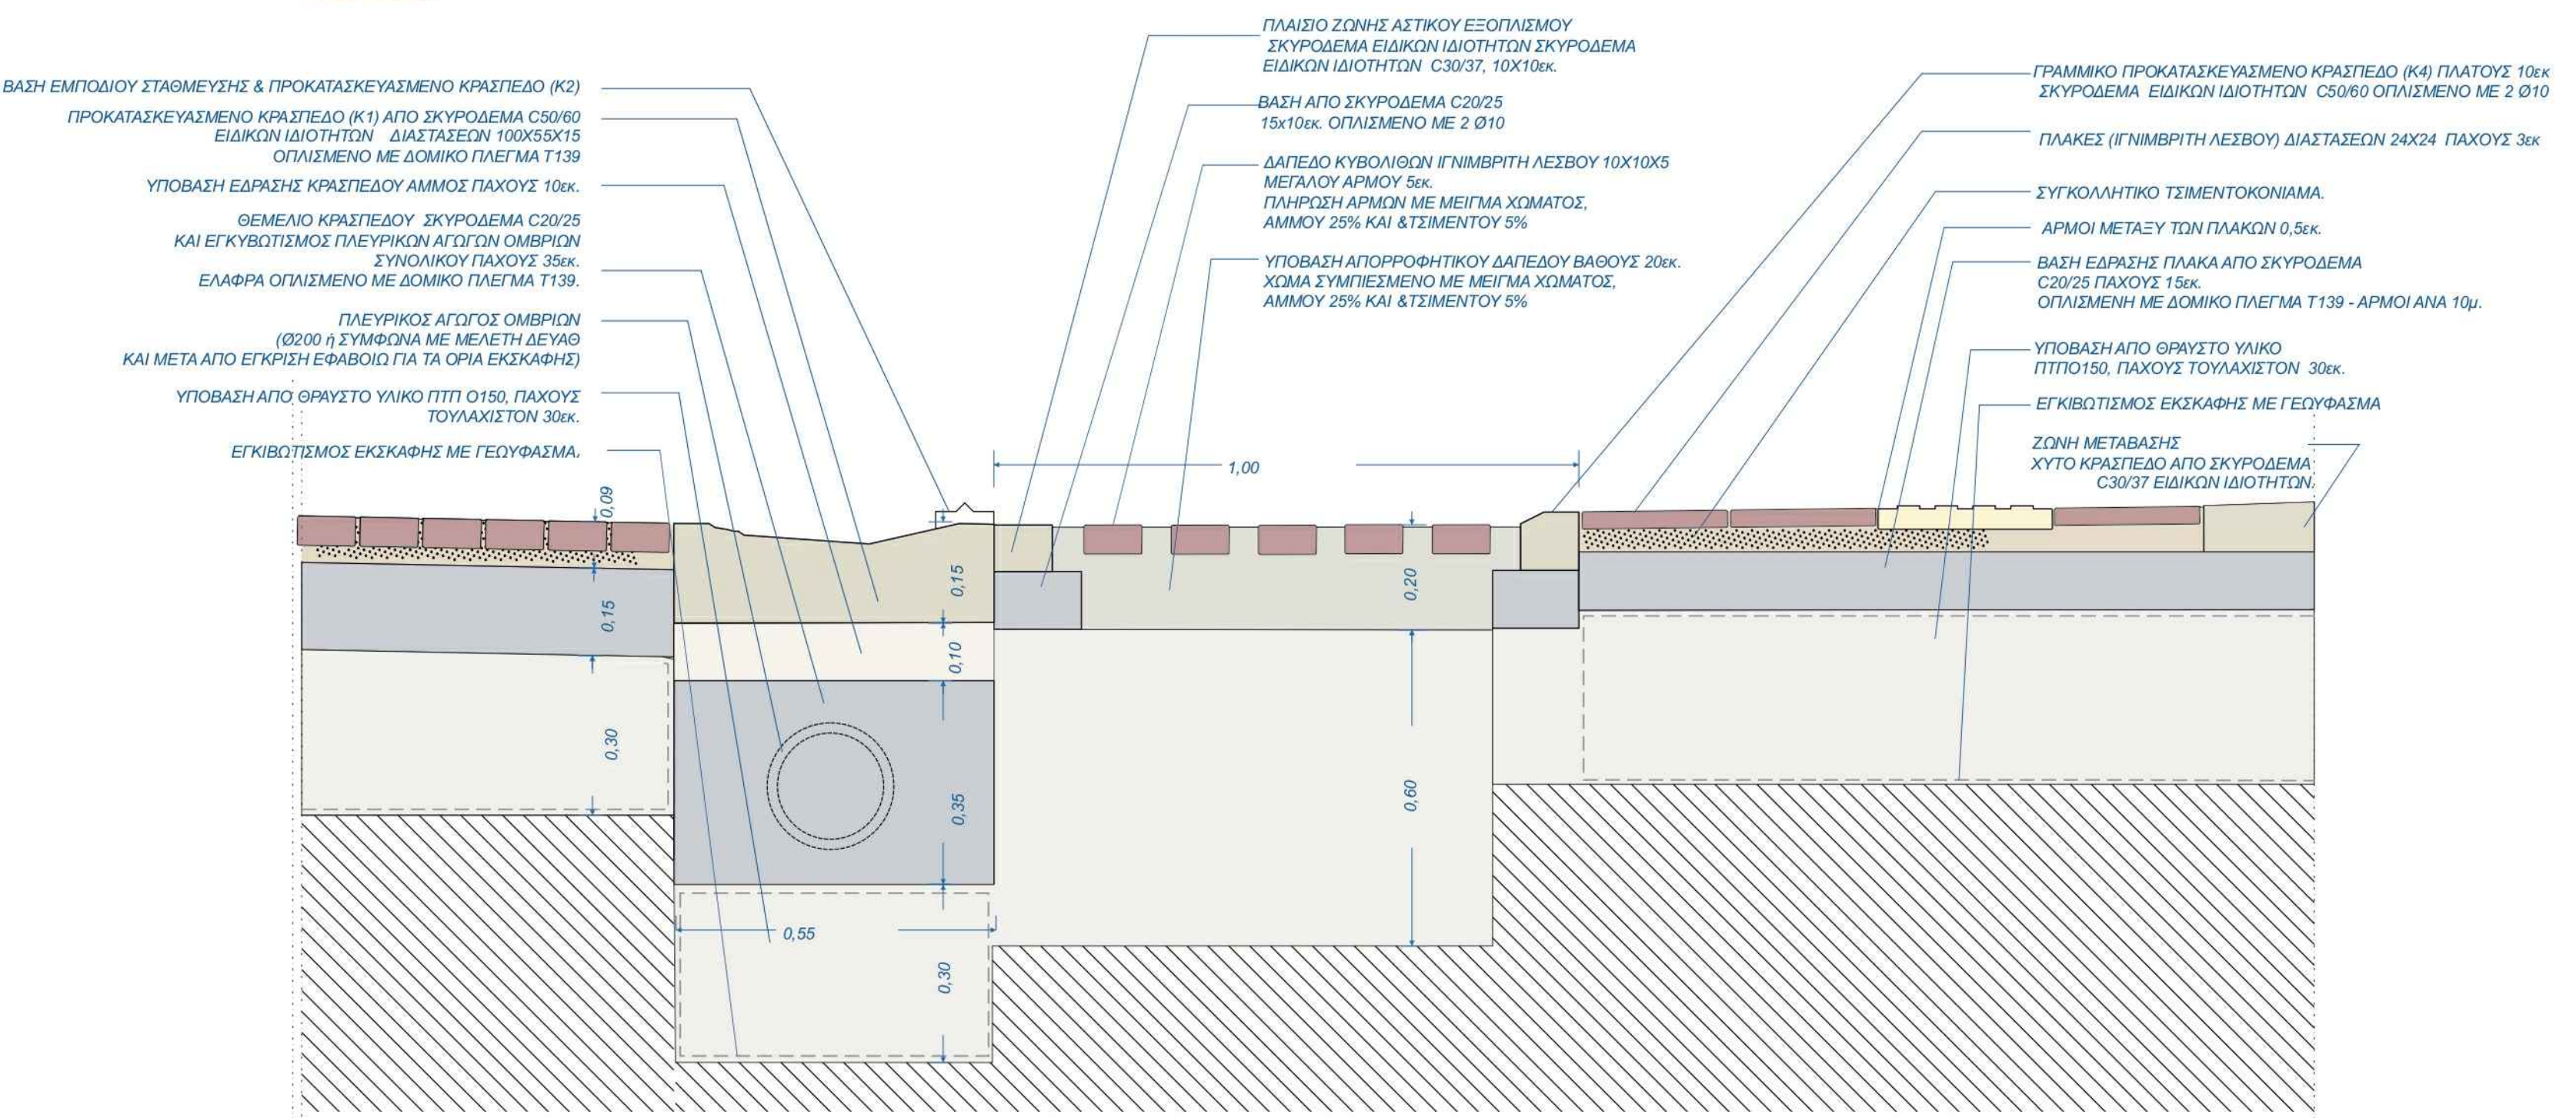 ΒΑΣΗ ΕΜΠΟΔΙΟΥ ΣΤΑΘΜΕΥΣΗΣ & ΠΡΟΚΑΤΑΣΚΕΥΑΣΜΕΝΟ ΚΡΑΣΠΕΔΟ (Κ2)
ΠΡΟΚΑΤΑΣΚΕΥΑΣΜΕΝΟ ΚΡΑΣΠΕΔΟ (Κ1) ΑΠΟ ΣΚΥΡΟΔΕΜΑ C50/60
ΕΙΔΙΚΩΝ ΙΔΙΟΤΗΤΩΝ ΔΙΑΣΤΑΣΕΩΝ 100Χ55Χ15
ΟΠΛΙΣΜΕΝΟ ΜΕ ΔΟΜΙΚΟ ΠΛΕΓΜΑ Τ139
ΥΠΟΒΑΣΗ ΕΔΡΑΣΗΣ ΚΡΑΣΠΕΔΟΥ ΑΜΜΟΣ ΠΑΧΟΥΣ 10εκ.
ΘΕΜΕΛΙΟ ΚΡΑΣΠΕΔΟΥ ΣΚΥΡΟΔΕΜΑ C20/25
ΚΑΙ ΕΓΚΥΒΩΤΙΣΜΟΣ ΠΛΕΥΡΙΚΩΝ ΑΓΩΓΩΝ ΟΜΒΡΙΩΝ
ΣΥΝΟΛΙΚΟΥ ΠΑΧΟΥΣ 35εκ.
ΕΛΑΦΡΑ ΟΠΛΙΣΜΕΝΟ ΜΕ ΔΟΜΙΚΟ ΠΛΕΓΜΑ Τ139.
ΠΛΕΥΡΙΚΟΣ ΑΓΩΓΟΣ ΟΜΒΡΙΩΝ
(Ø200 ή ΣΥΜΦΩΝΑ ΜΕ ΜΕΛΕΤΗ ΔΕΥΑΘ
ΚΑΙ ΜΕΤΑ ΑΠΟ ΕΓΚΡΙΣΗ ΕΦΑΒΟΙΩ ΓΙΑ ΤΑ ΟΡΙΑ ΕΚΣΚΑΦΗΣ)
ΥΠΟΒΑΣΗ ΑΠΟ ΘΡΑΥΣΤΟ ΥΛΙΚΟ ΠΤΠ Ο150, ΠΑΧΟΥΣ
ΤΟΥΛΑΧΙΣΤΟΝ 30εκ.
ΕΓΚΙΒΩΤΙΣΜΟΣ ΕΚΣΚΑΦΗΣ ΜΕ ΓΕΩΥΦΑΣΜΑ.
ΠΛΑΙΣΙΟ ΖΩΝΗΣ ΑΣΤΙΚΟΥ ΕΞΟΠΛΙΣΜΟΥ
ΣΚΥΡΟΔΕΜΑ ΕΙΔΙΚΩΝ ΙΔΙΟΤΗΤΩΝ ΣΚΥΡΟΔΕΜΑ
ΕΙΔΙΚΩΝ ΙΔΙΟΤΗΤΩΝ C30/37, 10Χ10εκ.
ΒΑΣΗ ΑΠΟ ΣΚΥΡΟΔΕΜΑ C20/25
15x10εκ. ΟΠΛΙΣΜΕΝΟ ΜΕ 2 Ø10
ΔΑΠΕΔΟ ΚΥΒΟΛΙΘΩΝ ΙΓΝΙΜΒΡΙΤΗ ΛΕΣΒΟΥ 10Χ10Χ5
ΜΕΓΑΛΟΥ ΑΡΜΟΥ 5εκ.
ΠΛΗΡΩΣΗ ΑΡΜΩΝ ΜΕ ΜΕΙΓΜΑ ΧΩΜΑΤΟΣ,
ΑΜΜΟΥ 25% ΚΑΙ &ΤΣΙΜΕΝΤΟΥ 5%
ΥΠΟΒΑΣΗ ΑΠΟΡΡΟΦΗΤΙΚΟΥ ΔΑΠΕΔΟΥ ΒΑΘΟΥΣ 20εκ.
ΧΩΜΑ ΣΥΜΠΙΕΣΜΕΝΟ ΜΕ ΜΕΙΓΜΑ ΧΩΜΑΤΟΣ,
ΑΜΜΟΥ 25% ΚΑΙ &ΤΣΙΜΕΝΤΟΥ 5%
ΓΡΑΜΜΙΚΟ ΠΡΟΚΑΤΑΣΚΕΥΑΣΜΕΝΟ ΚΡΑΣΠΕΔΟ (Κ4) ΠΛΑΤΟΥΣ 10εκ
ΣΚΥΡΟΔΕΜΑ ΕΙΔΙΚΩΝ ΙΔΙΟΤΗΤΩΝ C50/60 ΟΠΛΙΣΜΕΝΟ ΜΕ 2 Ø10
ΠΛΑΚΕΣ (ΙΓΝΙΜΒΡΙΤΗ ΛΕΣΒΟΥ) ΔΙΑΣΤΑΣΕΩΝ 24Χ24 ΠΑΧΟΥΣ 3εκ
ΣΥΓΚΟΛΛΗΤΙΚΟ ΤΣΙΜΕΝΤΟΚΟΝΙΑΜΑ.
ΑΡΜΟΙ ΜΕΤΑΞΥ ΤΩΝ ΠΛΑΚΩΝ 0,5εκ.
ΒΑΣΗ ΕΔΡΑΣΗΣ ΠΛΑΚΑ ΑΠΟ ΣΚΥΡΟΔΕΜΑ
C20/25 ΠΑΧΟΥΣ 15εκ.
ΟΠΛΙΣΜΕΝΗ ΜΕ ΔΟΜΙΚΟ ΠΛΕΓΜΑ Τ139 - ΑΡΜΟΙ ΑΝΑ 10μ.
ΥΠΟΒΑΣΗ ΑΠΟ ΘΡΑΥΣΤΟ ΥΛΙΚΟ
ΠΤΠΟ150, ΠΑΧΟΥΣ ΤΟΥΛΑΧΙΣΤΟΝ 30εκ.
ΕΓΚΙΒΩΤΙΣΜΟΣ ΕΚΣΚΑΦΗΣ ΜΕ ΓΕΩΥΦΑΣΜΑ
ΖΩΝΗ ΜΕΤΑΒΑΣΗΣ
ΧΥΤΟ ΚΡΑΣΠΕΔΟ ΑΠΟ ΣΚΥΡΟΔΕΜΑ
C30/37 ΕΙΔΙΚΩΝ ΙΔΙΟΤΗΤΩΝ.
1,00
0,09
0,15
0,30
0,15
0,10
0,35
0,55
0,30
0,20
0,60